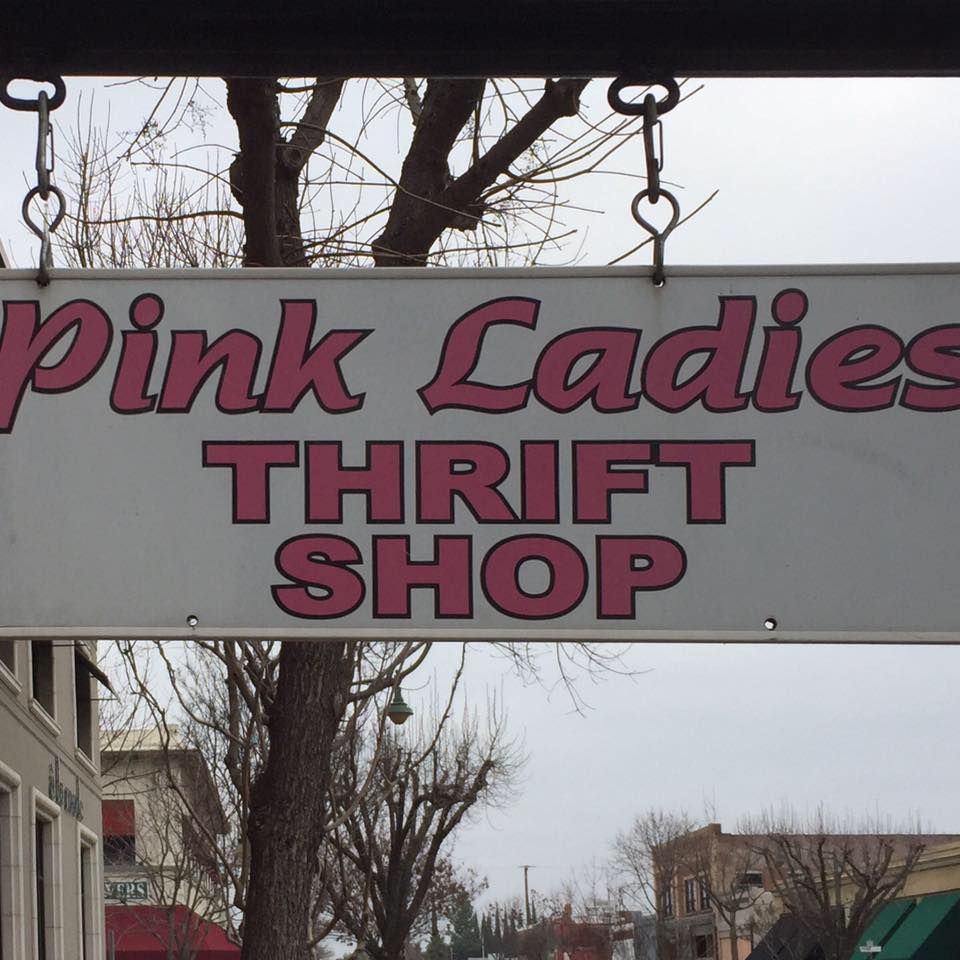 Pink Ladies
THRIFT
SHOP